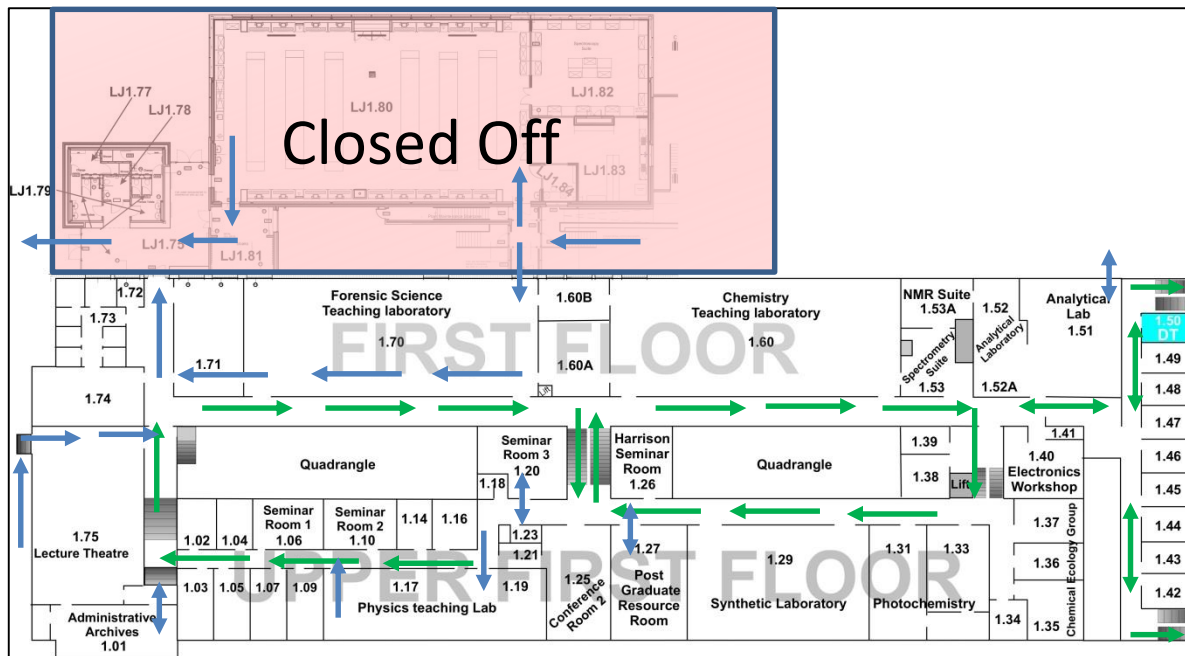 LJ1.77
LJ1.78
LJ1.80
LJ1.82
Closed Off
LJ1.83
LJ1.84
LJ1.79
LJ1.75
LJ1.81
1.72
1.73
Forensic Science
Teaching laboratory
1.70
1.71
1.60B
1.60A
Lift
Chemistry
Teaching laboratory
1.60
NMR Suite
1.53A
Spectrometry
Suite
1.53
1.52
Analytical
Laboratory
1.52A
Analytical
Lab
1.51
1.50
DT
1.49
1.48
1.47
1.46
1.45
1.44
1.43
1.42
FIRST FLOOR
1.74
Quadrangle
Seminar
Room 3
1.20
1.18
Harrison
Seminar
Room
1.26
Quadrangle
1.39
1.38
Lift
1.41
1.40
Electronics
Workshop
1.75
Lecture Theatre
1.02
1.04
Seminar
Room 1
1.06
Seminar
Room 2
1.10
1.14
1.16
1.23
1.21
1.27
Post
Graduate
Resource
Room
1.29
Synthetic Laboratory
1.31
1.33
Photochemistry
1.37
1.36
1.35
1.34
Chemical Ecology Group
UPPER FIRST FLOOR
1.03
1.05
1.07
1.09
1.17
Physics teaching Lab
1.19
1.25
Conference
Room 2
Administrative
Archives
1.01